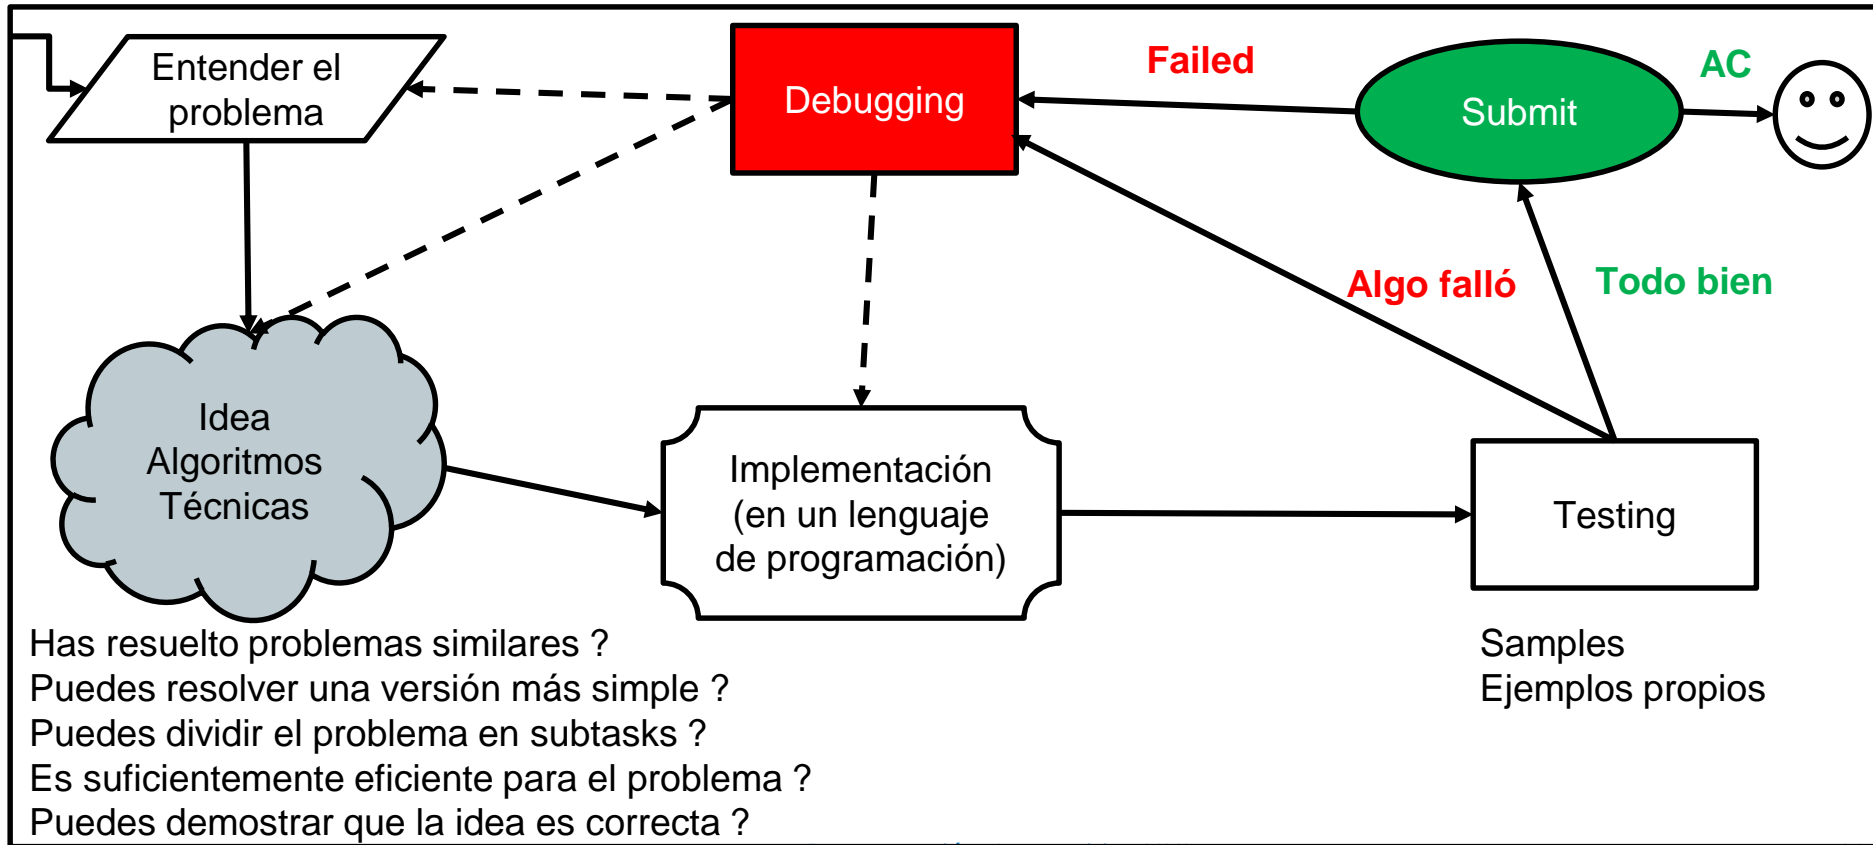 Entender el
problema
Debugging
Failed
Submit
AC
Algo falló
Todo bien
Idea
Algoritmos
Técnicas
Implementación
(en un lenguaje
de programación)
Testing
Has resuelto problemas similares ?
Puedes resolver una versión más simple ?
Puedes dividir el problema en subtasks ?
Es suficientemente eficiente para el problema ?
Puedes demostrar que la idea es correcta ?
Samples
Ejemplos propios